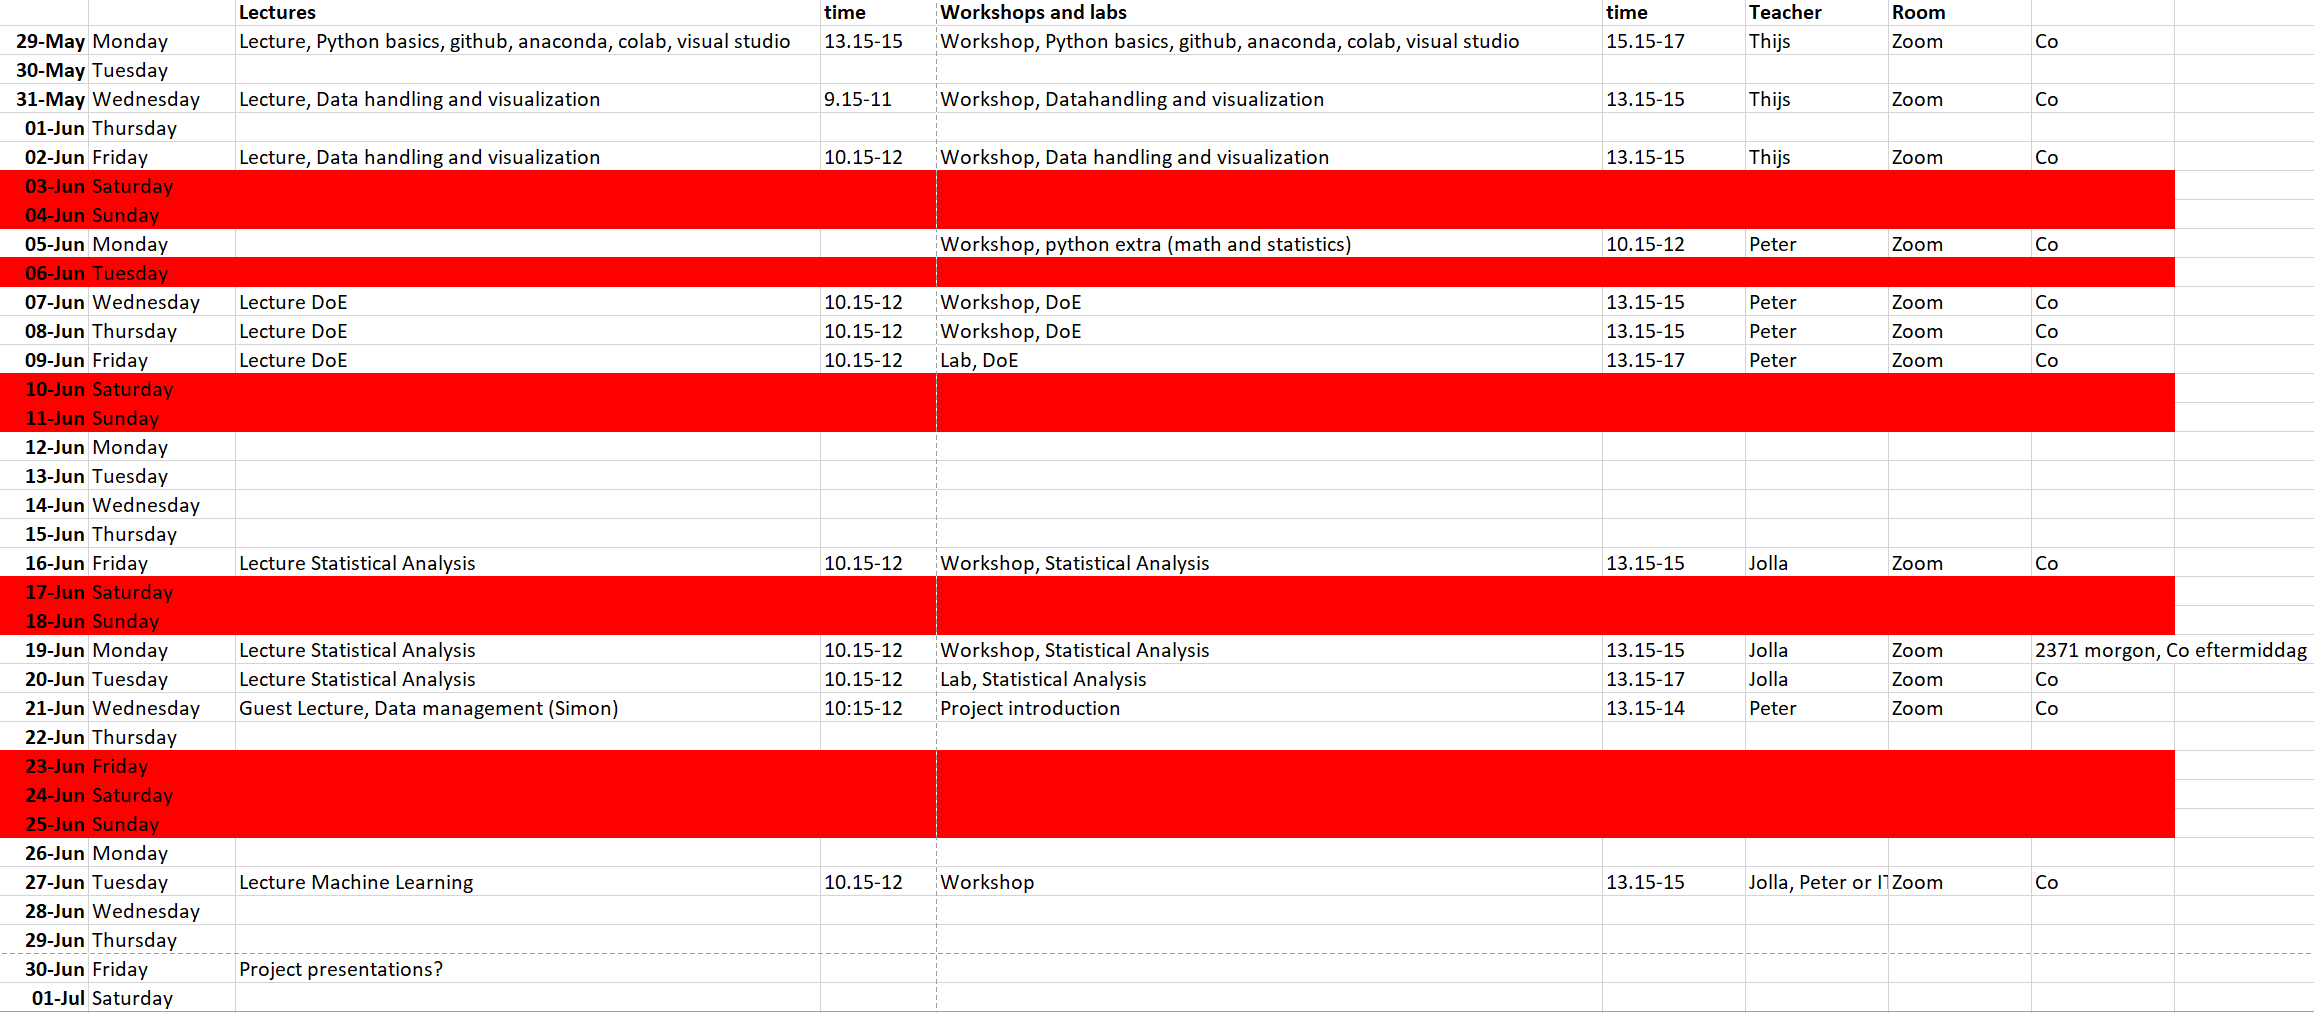 Lectures time Workshops and labs time Teacher Room
29-May Monday Lecture, Python basics, github, anaconda, colab, visual studio 13.15-15 Workshop, Python basics, github, anaconda, colab, visual studio 15.15-17 Thijs Zoom Co
30-May Tuesday
31-May Wednesday Lecture, Data handling and visualization 9.15-11 Workshop, Datahandling and visualization 13.15-15 Thijs Zoom Co
01-Jun Thursday
02-Jun Friday Lecture, Data handling and visualization 10.15-12 Workshop, Data handling and visualization 13.15-15 Thijs Zoom Co
03-Jun Saturday
04-Jun Sunday
05-Jun Monday Workshop, python extra (math and statistics) 10.15-12 Peter Zoom Co
06-Jun Tuesday
07-Jun Wednesday Lecture DoE 10.15-12 Workshop, DoE 13.15-15 Peter Zoom Co
08-Jun Thursday Lecture DoE 10.15-12 Workshop, DoE 13.15-15 Peter Zoom Co
09-Jun Friday Lecture DoE 10.15-12 Lab, DoE 13.15-17 Peter Zoom Co
10-Jun Saturday
11-Jun Sunday
12-Jun Monday
13-Jun Tuesday
14-Jun Wednesday
15-Jun Thursday
16-Jun Friday Lecture Statistical Analysis 10.15-12 Workshop, Statistical Analysis 13.15-15 Jolla Zoom Co
17-Jun Saturday
18-Jun Sunday
19-Jun Monday Lecture Statistical Analysis 10.15-12 Workshop, Statistical Analysis 13.15-15 Jolla Zoom 2371 morgon, Co eftermiddag
20-Jun Tuesday Lecture Statistical Analysis 10.15-12 Lab, Statistical Analysis 13.15-17 Jolla Zoom Co
21-Jun Wednesday Guest Lecture, Data management (Simon) 10:15-12 Project introduction 13.15-14 Peter Zoom Co
22-Jun Thursday
23-Jun Friday
24-Jun Saturday
25-Jun Sunday
26-Jun Monday
27-Jun Tuesday Lecture Machine Learning 10.15-12 Workshop 13.15-15 Jolla, Peter or Zoom Co
28-Jun Wednesday
29-Jun Thursday
30-Jun Friday Project presentations?
01-Jul Saturday